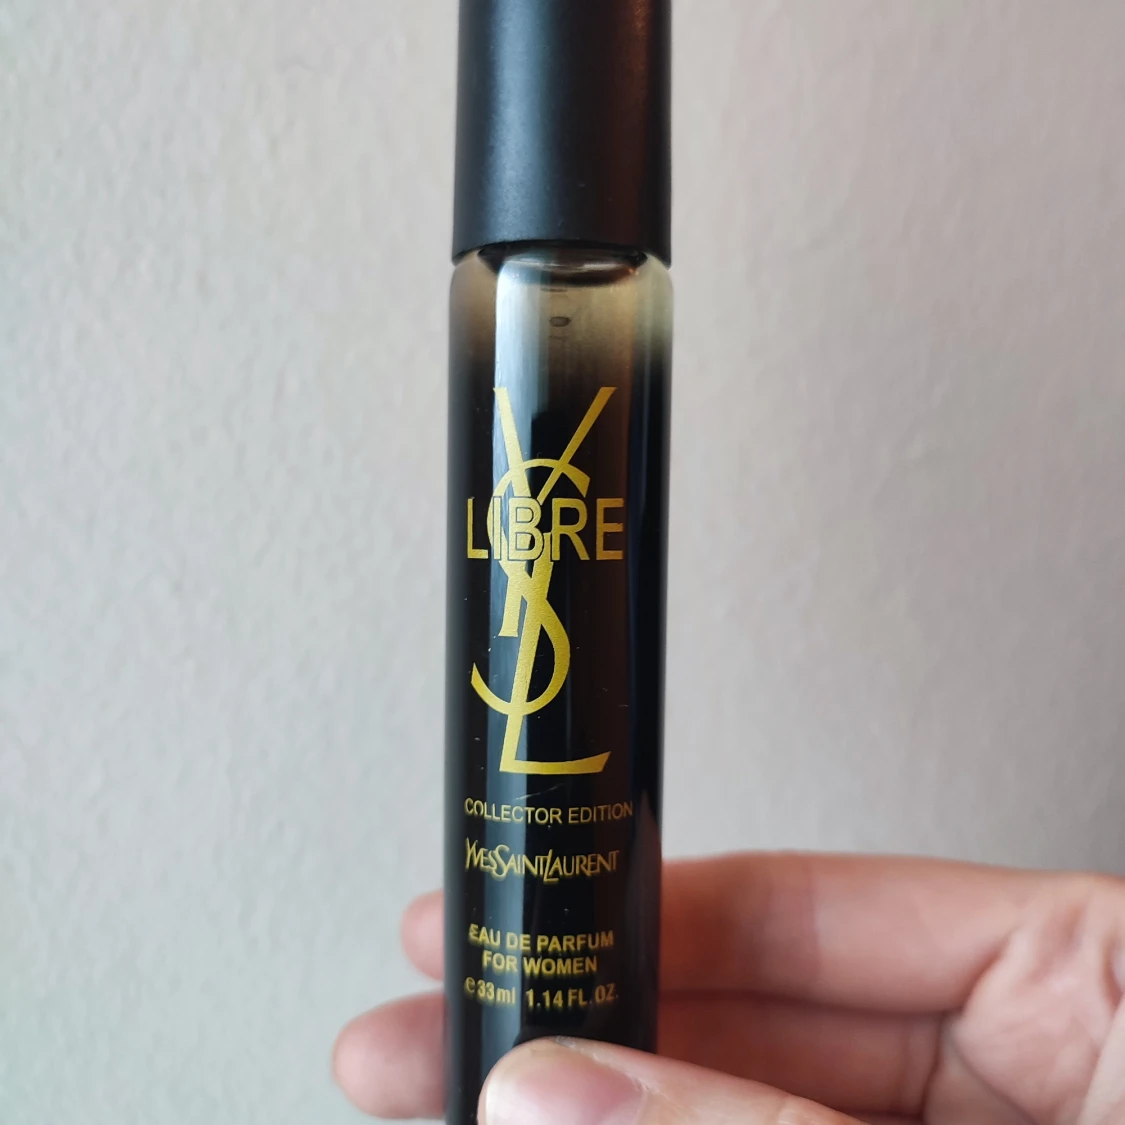 YSL
LIBRE
COLLECTOR EDITION
YVESSAINTLAURENT
EAU DE PARFUM
FOR WOMEN
e 33ml 1.14 FL.OZ.